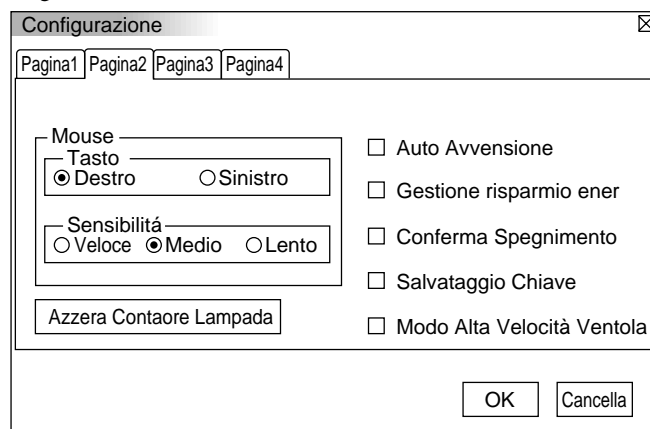 Configurazione
Pagina1 Pagina2 Pagina3 Pagina4
Mouse
Tasto
Destro Sinistro
Sensibilitá
Veloce Medio Lento
Azzera Contaore Lampada
Auto Avvensione
Gestione risparmio ener
Conferma Spegnimento
Salvataggio Chiave
Modo Alta Velocità Ventola
OK Cancella